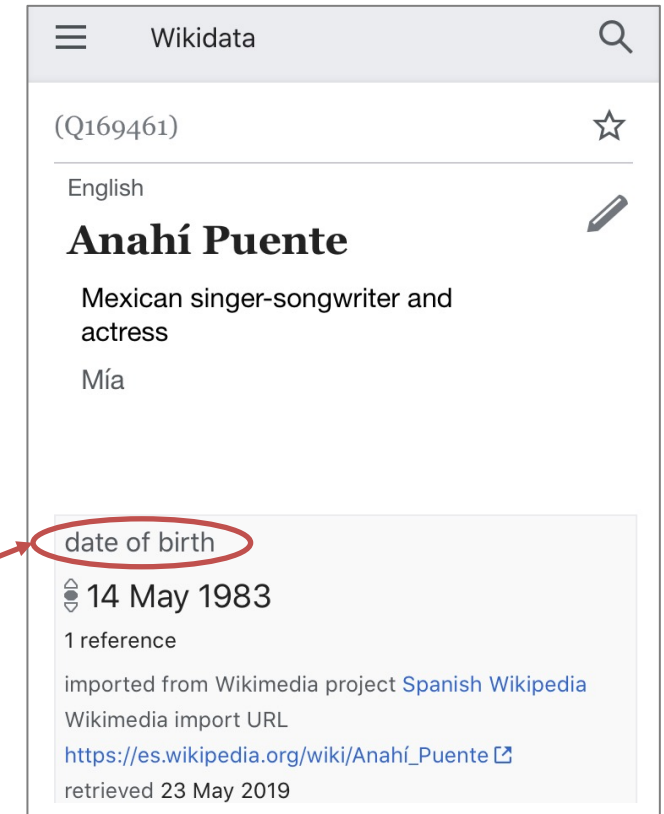 Wikidata
(Q169461)
English
Anahí Puente
Mexican singer-songwriter and
actress
Mía
date of birth
14 May 1983
1 reference
imported from Wikimedia project Spanish Wikipedia
Wikimedia import URL
https://es.wikipedia.org/wiki/Anahí_Puente
retrieved 23 May 2019